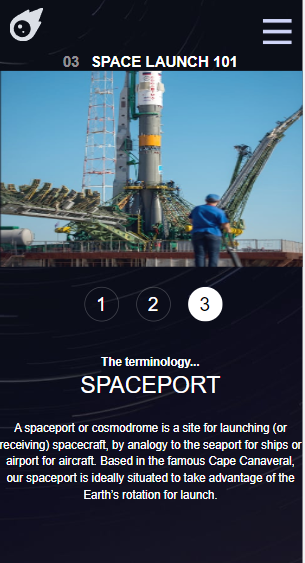 03 SPACE LAUNCH 101
1 2 3
The terminology...
SPACEPORT
A spaceport or cosmodrome is a site for launching (or
receiving) spacecraft, by analogy to the seaport for ships or
airport for aircraft. Based in the famous Cape Canaveral,
our spaceport is ideally situated to take advantage of the
Earth's rotation for launch.